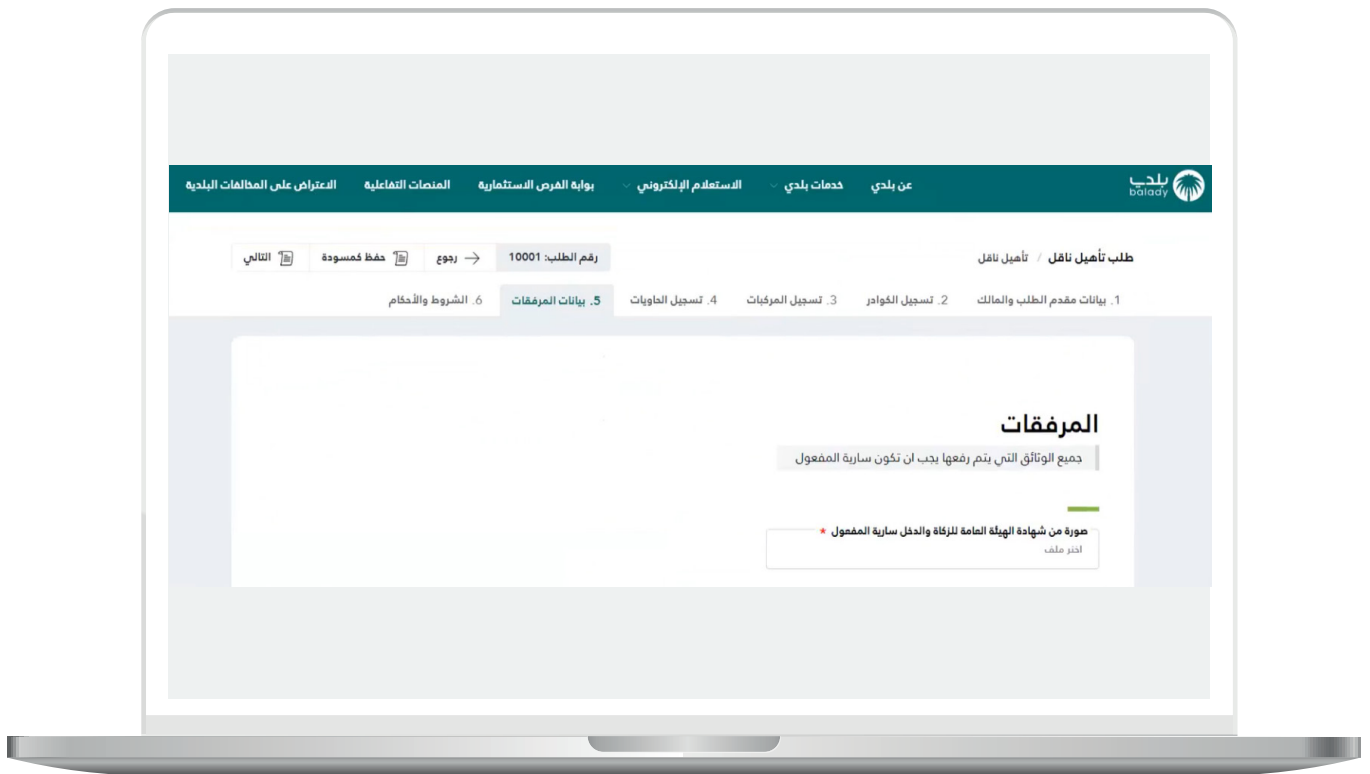 بلدي
balady
عن بلدي
خدمات بلدي
الاستعلام الإلكتروني
بوابة الفرص الاستثمارية
المنصات التفاعلية
الاعتراض على المخالفات البلدية
طلب تأهيل ناقل / تأهيل ناقل
رقم الطلب: 10001
رجوع
حفظ كمسودة
التالي
1. بيانات مقدم الطلب والمالك
2. تسجيل الكوادر
3. تسجيل المركبات
4. تسجيل الحاويات
5. بيانات المرفقات
6. الشروط والأحكام
المرفقات
جميع الوثائق التي يتم رفعها يجب ان تكون سارية المفعول
صورة من شهادة الهيئة العامة للزكاة والدخل سارية المفعول *
اختر ملف